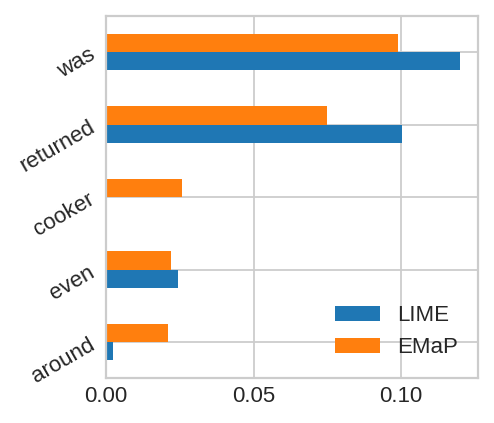 was
returned
cooker
even
around
LIME
EMaP
0.00
0.05
0.10